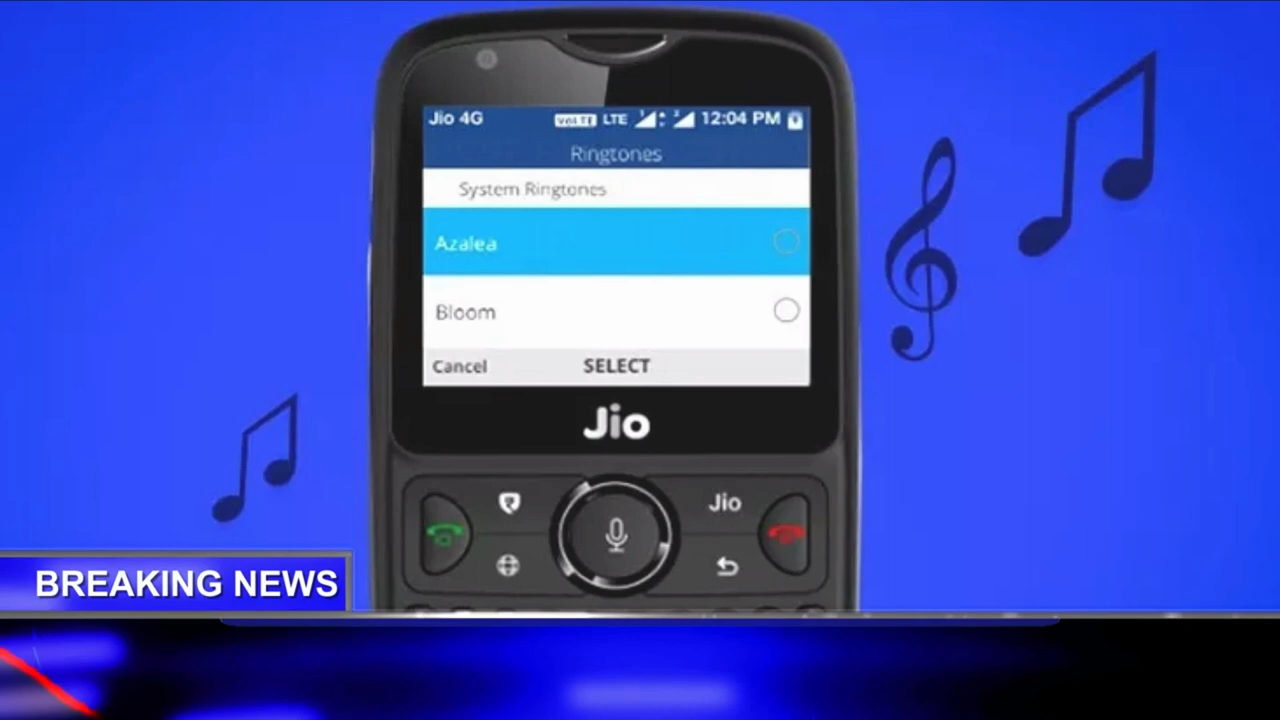 Jio 4G VoLTE LTE 12:04 PM
Ringtones
System Ringtones
Azalea
Bloom
Cancel SELECT
Jio
Jio
BREAKING NEWS